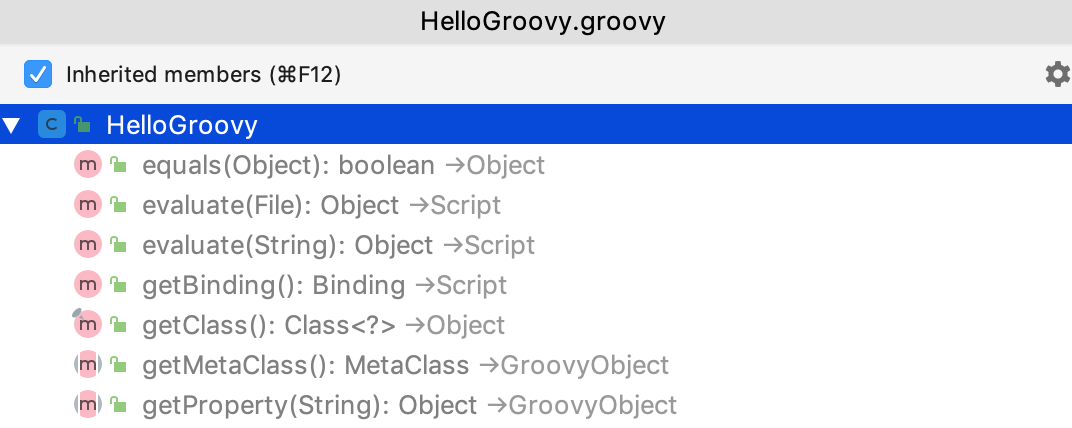 HelloGroovy.groovy
Inherited members (⌘F12)
C HelloGroovy
m equals(Object): boolean →Object
m evaluate(File): Object →Script
m evaluate(String): Object →Script
m getBinding(): Binding →Script
m getClass(): Class<?> →Object
m getMetaClass(): MetaClass →GroovyObject
m getProperty(String): Object →GroovyObject